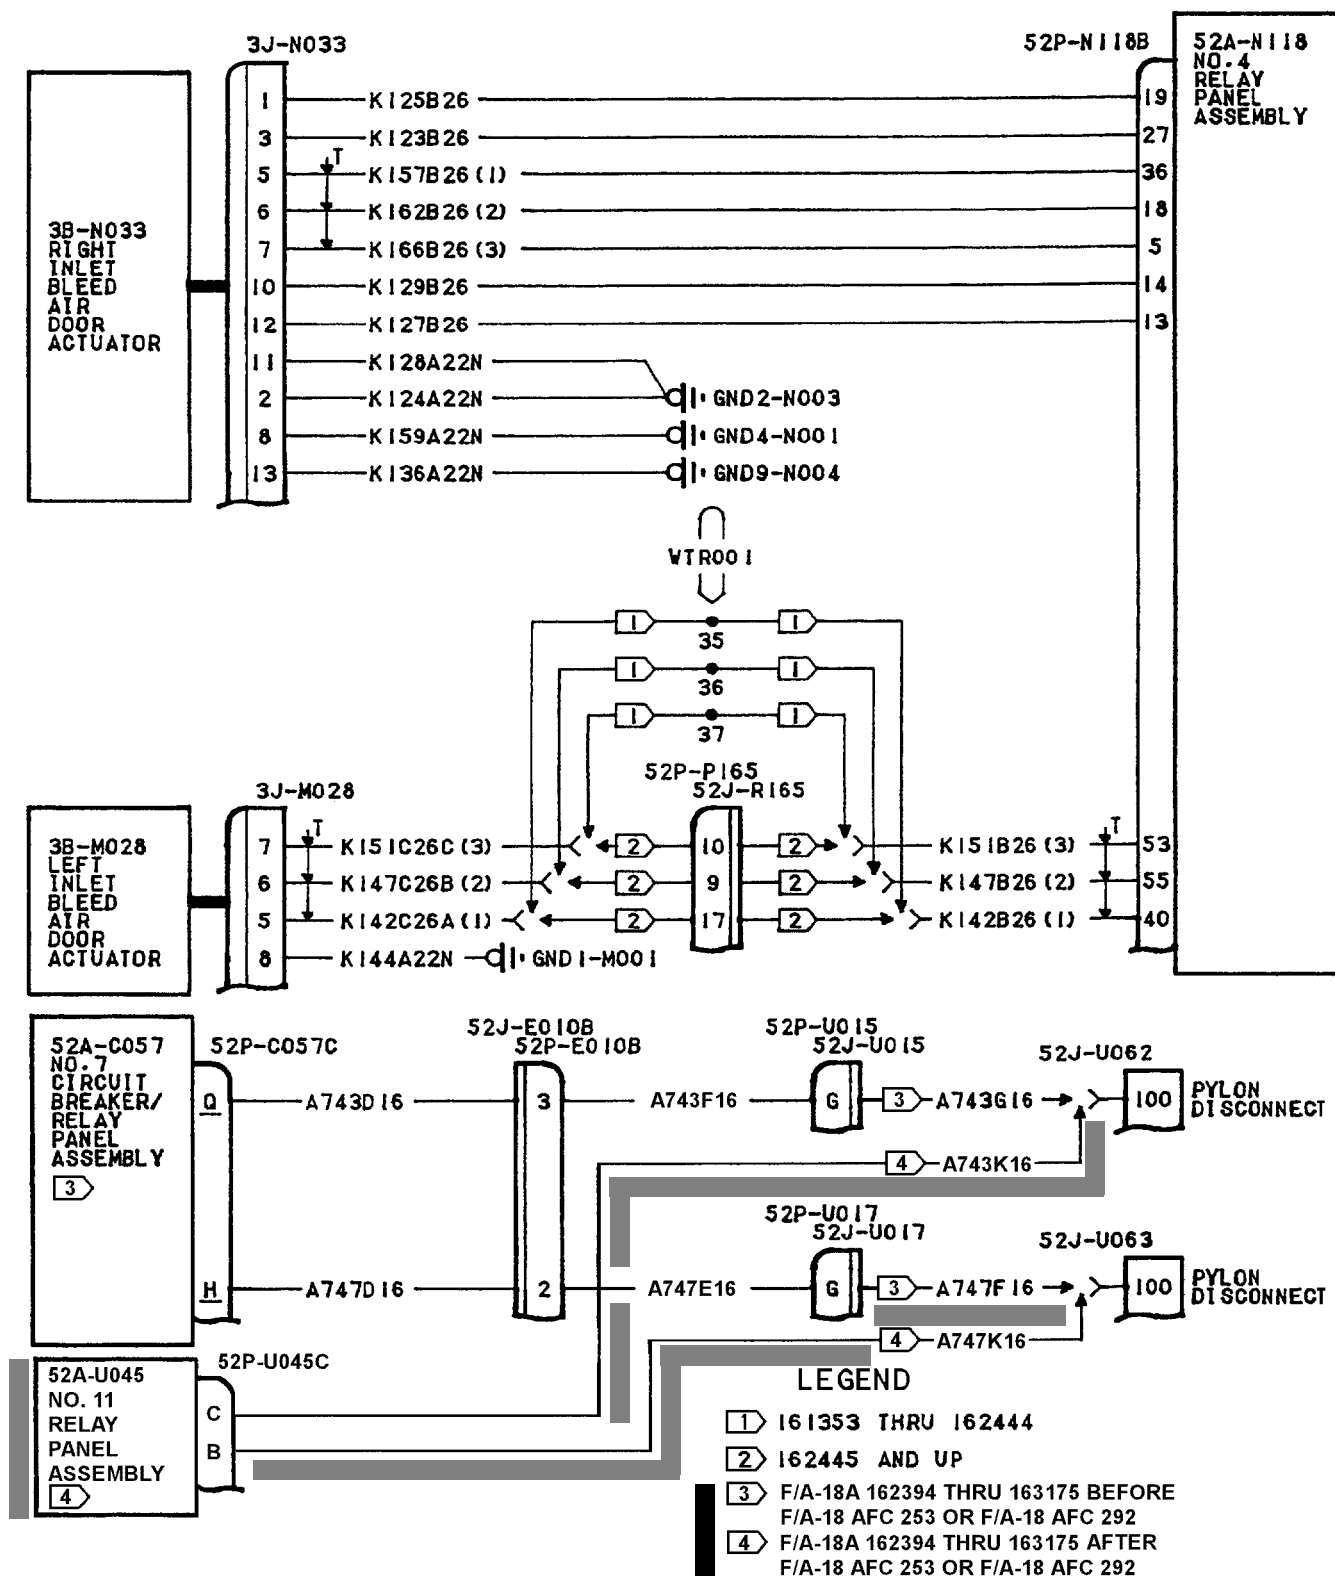 3J-N033
52P-N118B
52A-N118
NO.4
RELAY
PANEL
ASSEMBLY
3B-N033
RIGHT
INLET
BLEED
AIR
DOOR
ACTUATOR
1 K125B26 19
3 K123B26 27
T
5 K157B26(1) 36
6 K162B26(2) 18
7 K166B26(3) 5
10 K129B26 14
12 K127B26 13
11 K128A22N
2 K124A22N GND2-N003
8 K159A22N GND4-N001
13 K136A22N GND9-N004
WTR001
1 1
35
1 1
36
1 1
37
52P-P165
52J-R165
3J-M028
3B-M028
LEFT
INLET
BLEED
AIR
DOOR
ACTUATOR
T T
7 K151C26C(3) 2 10 2 K151B26(3) 53
6 K147C26B(2) 2 9 2 K147B26(2) 55
5 K142C26A(1) 2 17 2 K142B26(1) 40
8 K144A22N GND1-M001
52A-C057
NO.7
CIRCUIT
BREAKER/
RELAY
PANEL
ASSEMBLY
3
52P-C057C
52J-E010B
52P-E010B
52P-U015
52J-U015
52J-U062
Q A743D16 3 A743F16 G 3 A743G16 100
PYLON
DISCONNECT
4 A743K16
52P-U017
52J-U017
52J-U063
H A747D16 2 A747E16 G 3 A747F16 100
PYLON
DISCONNECT
4 A747K16
52A-U045
NO. 11
RELAY
PANEL
ASSEMBLY
4
52P-U045C
C
B
LEGEND
1 161353 THRU 162444
2 162445 AND UP
3 F/A-18A 162394 THRU 163175 BEFORE
F/A-18 AFC 253 OR F/A-18 AFC 292
4 F/A-18A 162394 THRU 163175 AFTER
F/A-18 AFC 253 OR F/A-18 AFC 292